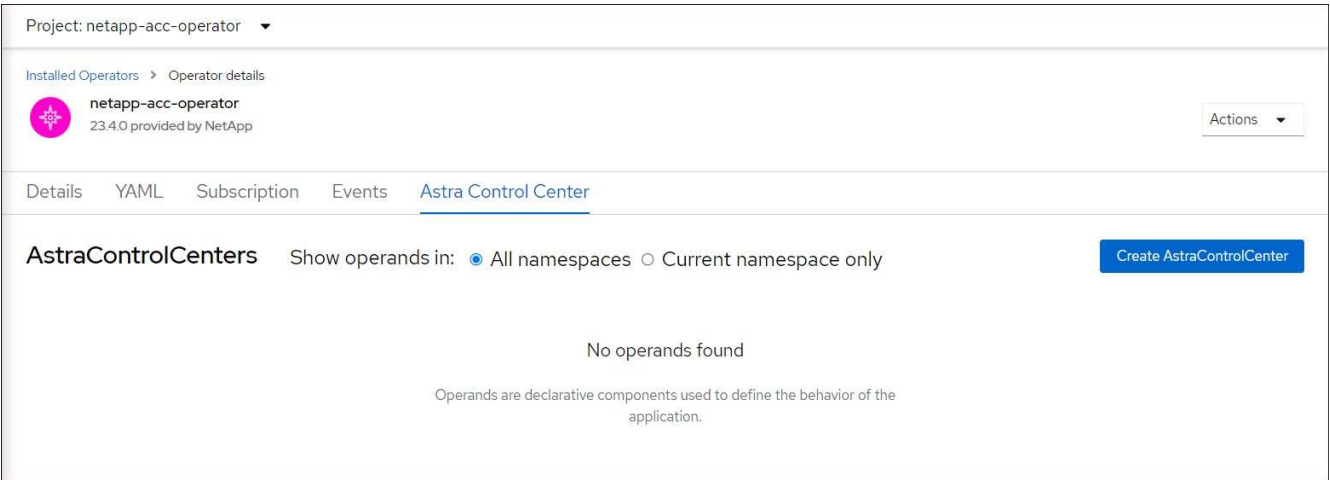 Project: netapp-acc-operator
Installed Operators > Operator details
netapp-acc-operator
23.4.0 provided by NetApp
Actions
Details YAML Subscription Events Astra Control Center
AstraControlCenters Show operands in: All namespaces Current namespace only Create AstraControlCenter
No operands found
Operands are declarative components used to define the behavior of the
application.